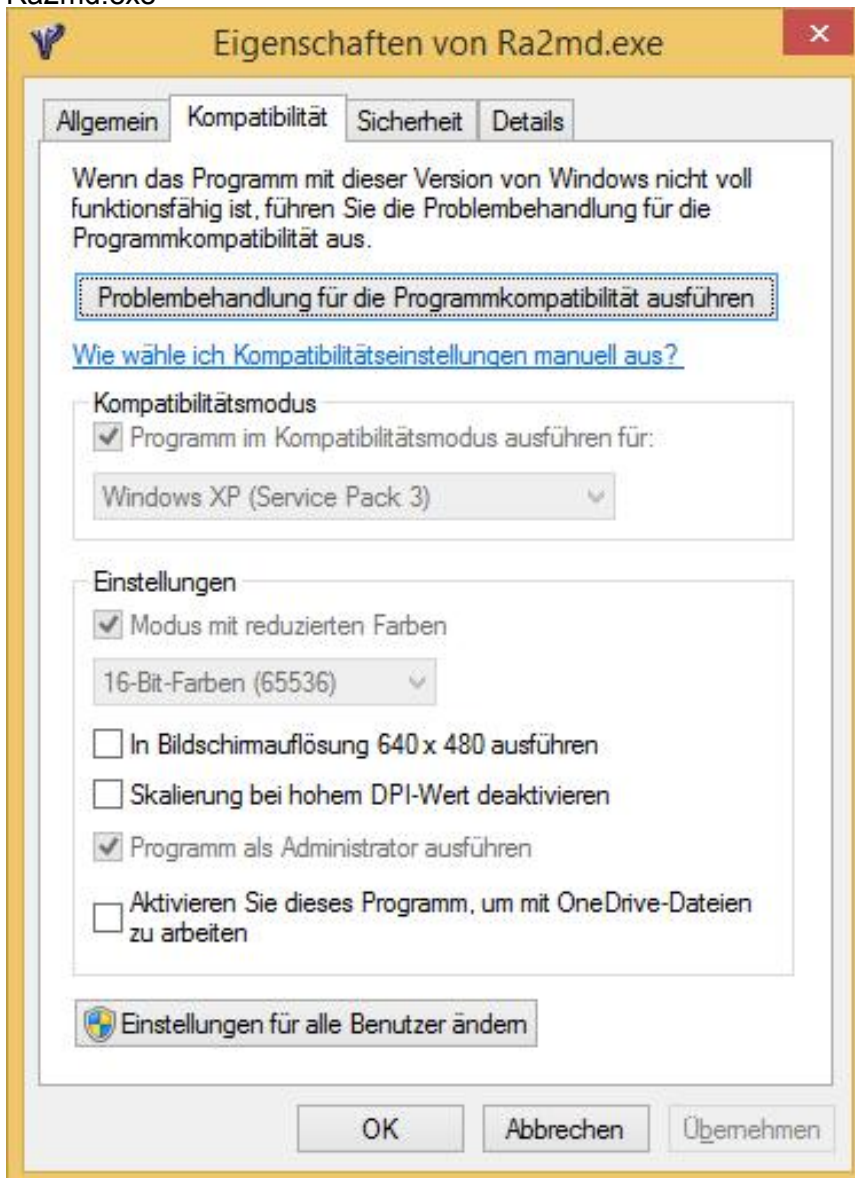 Ra2md.exe
Eigenschaften von Ra2md.exe
Allgemein
Kompatibilität
Sicherheit
Details
Wenn das Programm mit dieser Version von Windows nicht voll
funktionsfähig ist, führen Sie die Problembehandlung für die
Programmkompatibilität aus.
Problembehandlung für die Programmkompatibilität ausführen
Wie wähle ich Kompatibilitätseinstellungen manuell aus?
Kompatibilitätsmodus
Programm im Kompatibilitätsmodus ausführen für:
Windows XP (Service Pack 3)
Einstellungen
Modus mit reduzierten Farben
16-Bit-Farben (65536)
In Bildschirmauflösung 640 x 480 ausführen
Skalierung bei hohem DPI-Wert deaktivieren
Programm als Administrator ausführen
Aktivieren Sie dieses Programm, um mit OneDrive-Dateien
zu arbeiten
Einstellungen für alle Benutzer ändern
OK
Abbrechen
Übernehmen